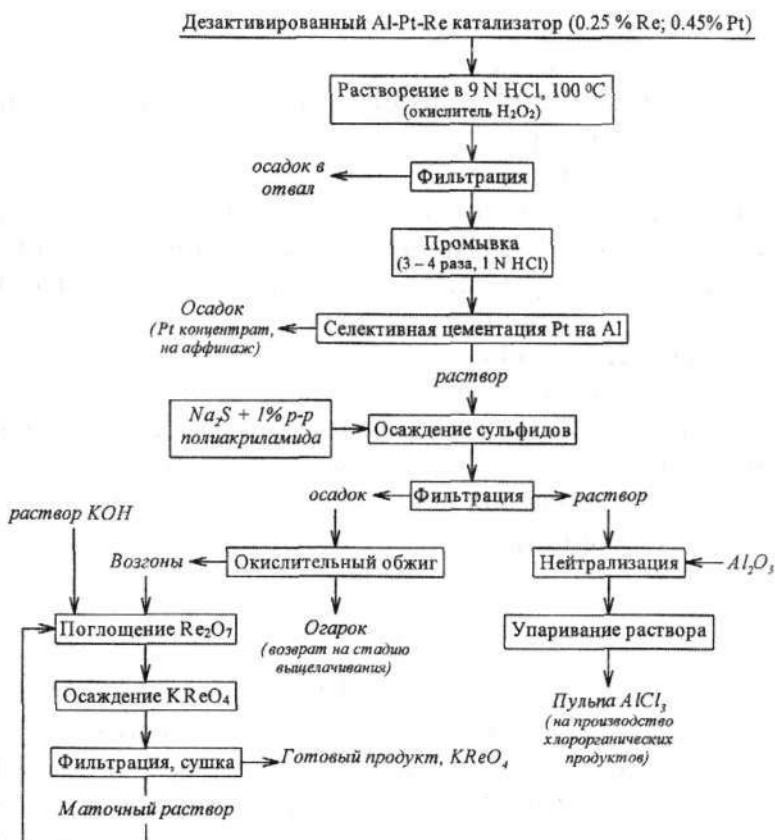 Дезактивированный Al-Pt-Re катализатор (0.25 % Re; 0.45% Pt)
Растворение в 9 N HCl, 100 ⁰C
(окислитель H₂O₂)
осадок в
отвал
Фильтрация
Промывка
(3 – 4 раза, 1 N HCl)
Осадок
(Pt концентрат,
на аффинаж)
Селективная цементация Pt на Al
раствор
Na₂S + 1% р-р
полиакриламида
Осаждение сульфидов
осадок
Фильтрация
раствор
раствор KOH
Возгоны
Окислительный обжиг
Нейтрализация
Al₂O₃
Поглощение Re₂O₇
Огарок
(возврат на стадию
выщелачивания)
Упаривание раствора
Осаждение KReO₄
Пульпа AlCl₃
(на производство
хлорорганических
продуктов)
Фильтрация, сушка
Готовый продукт, KReO₄
Маточный раствор